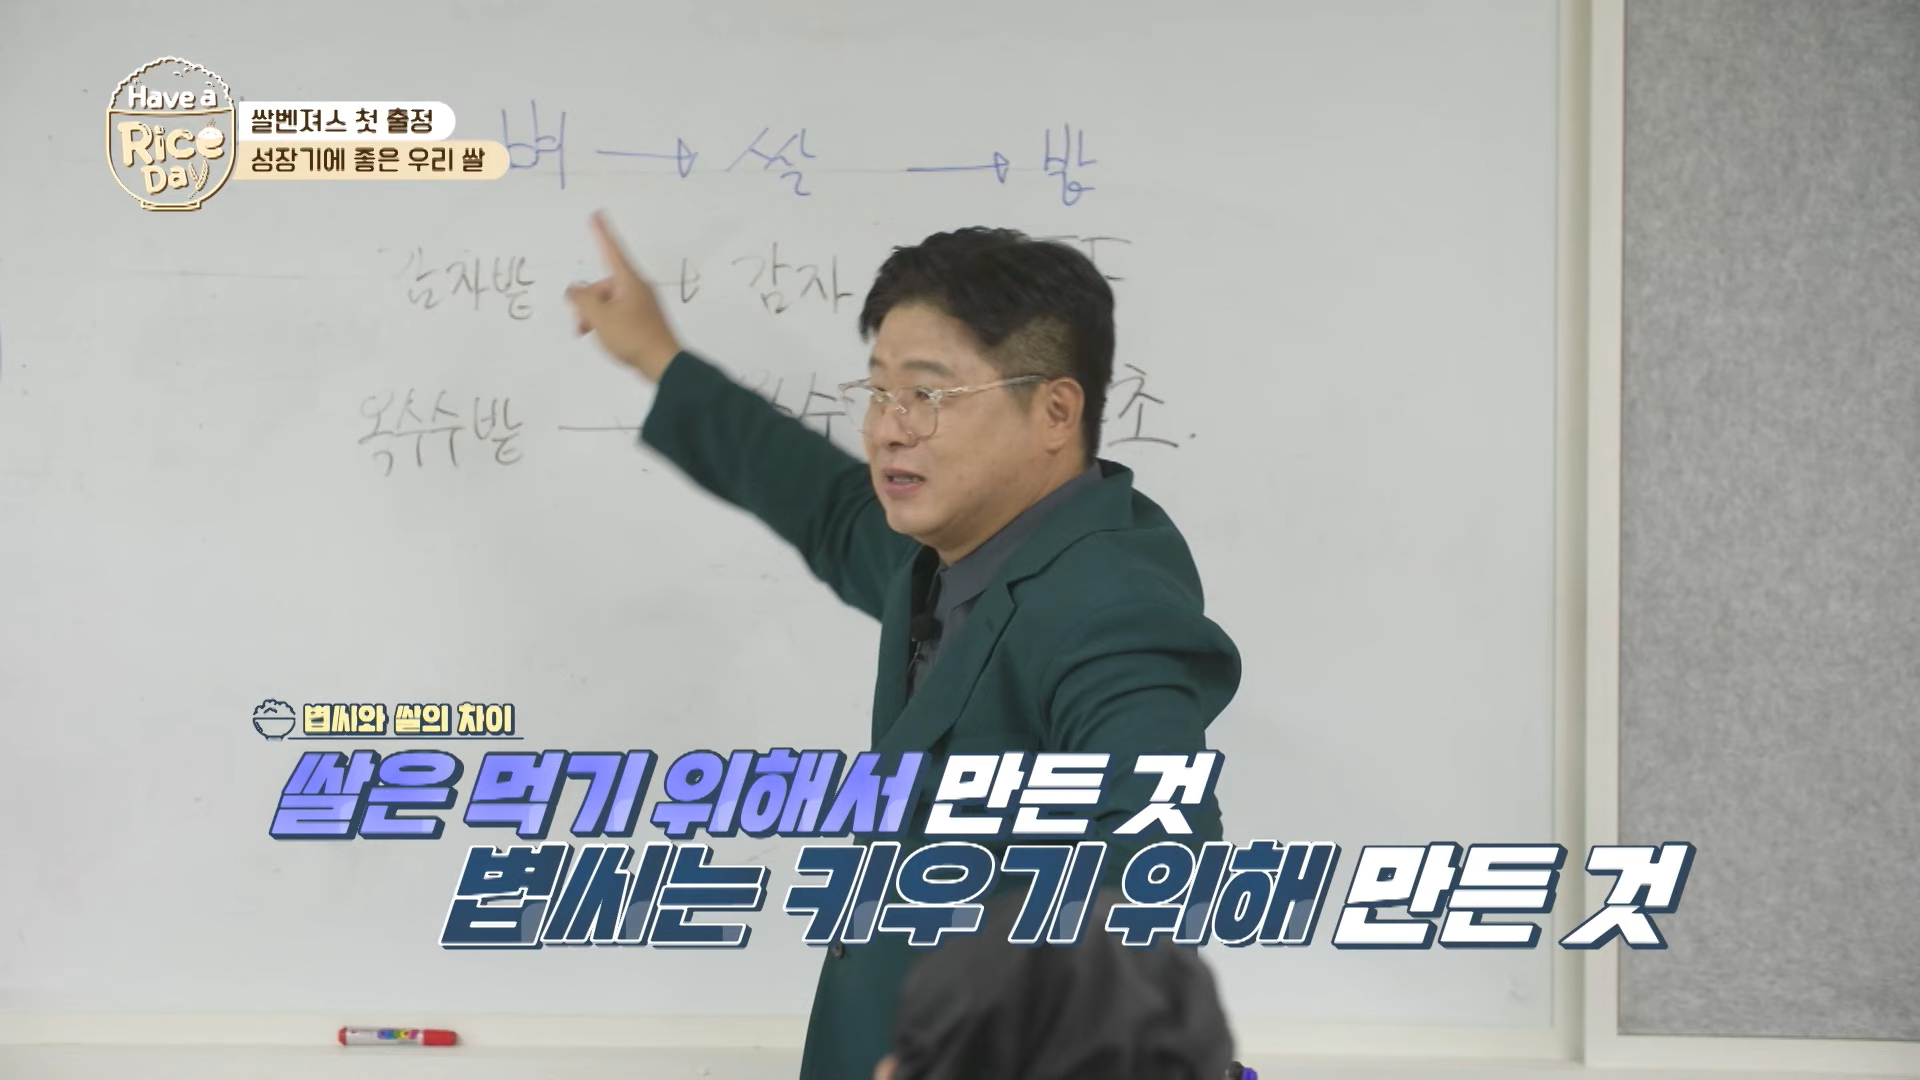 Have a
Rice
Day
쌀벤져스 첫 출정
성장기에 좋은 우리 쌀
벼 → 쌀 → 밥
감자밭 감자
옥수수밭 수 초.
볍씨와 쌀의 차이
쌀은 먹기 위해서 만든 것
볍씨는 키우기 위해 만든 것